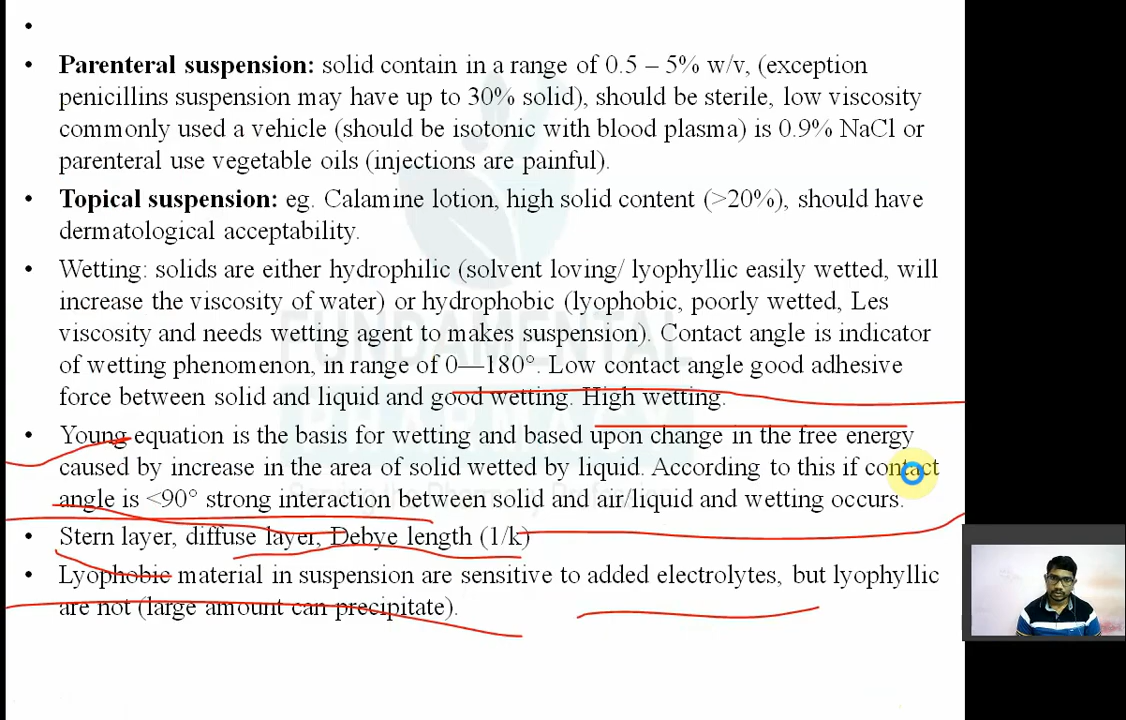 Parenteral suspension: solid contain in a range of 0.5 – 5% w/v, (exception
penicillins suspension may have up to 30% solid), should be sterile, low viscosity
commonly used a vehicle (should be isotonic with blood plasma) is 0.9% NaCl or
parenteral use vegetable oils (injections are painful).
Topical suspension: eg. Calamine lotion, high solid content (>20%), should have
dermatological acceptability.
Wetting: solids are either hydrophilic (solvent loving/ lyophyllic easily wetted, will
increase the viscosity of water) or hydrophobic (lyophobic, poorly wetted, Les
viscosity and needs wetting agent to makes suspension). Contact angle is indicator
of wetting phenomenon, in range of 0—180°. Low contact angle good adhesive
force between solid and liquid and good wetting. High wetting.
Young equation is the basis for wetting and based upon change in the free energy
caused by increase in the area of solid wetted by liquid. According to this if contact
angle is <90° strong interaction between solid and air/liquid and wetting occurs.
Stern layer, diffuse layer, Debye length (1/k)
Lyophobic material in suspension are sensitive to added electrolytes, but lyophyllic
are not (large amount can precipitate).
FUNDAMENTAL
PHARMACY